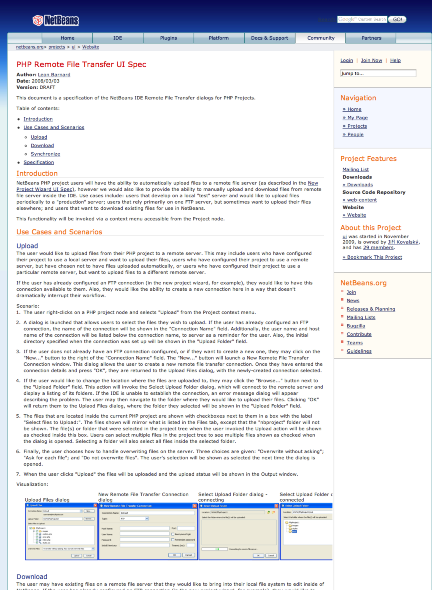 NetBeans
GO!
Home IDE Plugins Platform Docs & Support Community Partners
netbeans.org» projects » ui » Website
PHP Remote File Transfer UI Spec
Author: Leon Barnard
Date: 2008/03/03
Version: DRAFT
This document is a specification of the NetBeans IDE Remote File Transfer dialogs for PHP Projects.
Table of contents:
Introduction
Use Cases and Scenarios
Upload
Download
Synchronize
Specification
Introduction
NetBeans PHP project users will have the ability to automatically upload files to a remote file server (as described in the New
Project Wizard UI Spec), however we would also to provide the ability to manually upload and download files from remote
file server inside the IDE. Use cases include: users that develop on a local "test" server and would like to upload files
periodically to a "production" server; users that rely primarily on one FTP server, but sometimes want to upload files
elsewhere; and users that want to download existing files for use in NetBeans.
This functionality will be invoked via a context menu accessible from the Project node.
Use Cases and Scenarios
Upload
The user would like to upload files from their PHP project to a remote server. This may include users who have configured
their project to use a local server and want to upload their files, users who have configured their project to use a remote
server, but have chosen not to have files uploaded automatically, or users who have configured their project to use a
particular remote server, but want to upload files to a different remote server.
If the user has already configured an FTP connection (in the new project wizard, for example), they would like to have this
connection available to them. Also, they would like the ability to create a new connection here in a way that doesn't
dramatically interrupt their workflow.
Scenario:
1. The user right-clicks on a PHP project node and selects "upload" from the Project context menu.
2. A dialog is launched that allows users to select the files they wish to upload. If the user has already configured an FTP
connection, the name of the connection will be shown in the "Connection Name" field. Additionally, the user name and host
name of the connection will be listed below the connection name, to serve as a reminder for the user. Also, the initial
directory specified when the connection was set up will be shown in the "Upload Folder" field.
3. If the user does not already have an FTP connection configured, or if they want to create a new one, they may click on the
"New..." button to the right of the "Connection Name" field. The "New..." button will launch a New Remote File Transfer
Connection window. This dialog allows the user to create a new remote file transfer connection. Once they have entered the
connection details and press "OK", they are returned to the Upload Files dialog, with the newly-created connection selected.
4. If the user would like to change the location where the files are uploaded to, they may click the "Browse..." button next to
the "Upload Folder" field. This action will invoke the Select Upload Folder dialog, which will connect to the remote server and
display a listing of its folders. If the IDE is unable to establish the connection, an error message dialog will appear
describing the problem. The user may then navigate to the folder where they would like to upload their files. Clicking "OK"
will return them to the Upload Files dialog, where the folder they selected will be shown in the "Upload Folder" field.
5. The files that are located inside the current PHP project are shown with checkboxes next to them in a box with the label
"Select files to Upload:". The files shown will mirror what is listed in the Files tab, except that the "nbproject" folder will not
be shown. The file(s) or folder that were selected in the project tree when the user invoked the Upload action will be shown
as checked inside this box. Users can select multiple files in the project tree to see multiple files shown as checked when
the dialog is opened. Selecting a folder will also select all files inside the selected folder.
6. Finally, the user chooses how to handle overwriting files on the server. Three choices are given: "Overwrite without asking";
"Ask for each file"; and "Do not overwrite files". The user's selection will be shown as selected the next time the dialog is
opened.
7. When the user clicks "Upload" the files will be uploaded and the upload status will be shown in the Output window.
Visualization:
Upload Files dialog
New Remote File Transfer Connection
dialog
Select Upload Folder dialog -
connecting
Select Upload Folder
connected
Download
The user may have existing files on a remote file server that they would like to bring into their local file system to edit inside of
Login | Join Now | Help
Jump to...
Navigation
» Home
» My Page
» Projects
» People
Project Features
Mailing List
Downloads
» Downloads
Source Code Repository
» web-content
Website
» Website
About this Project
ui was started in November
2009, is owned by Jiří Kovalský,
and has 29 members.
» Bookmark This Project
NetBeans.org
Join
News
Releases & Planning
Mailing Lists
Bugzilla
Contribute
Teams
Guidelines